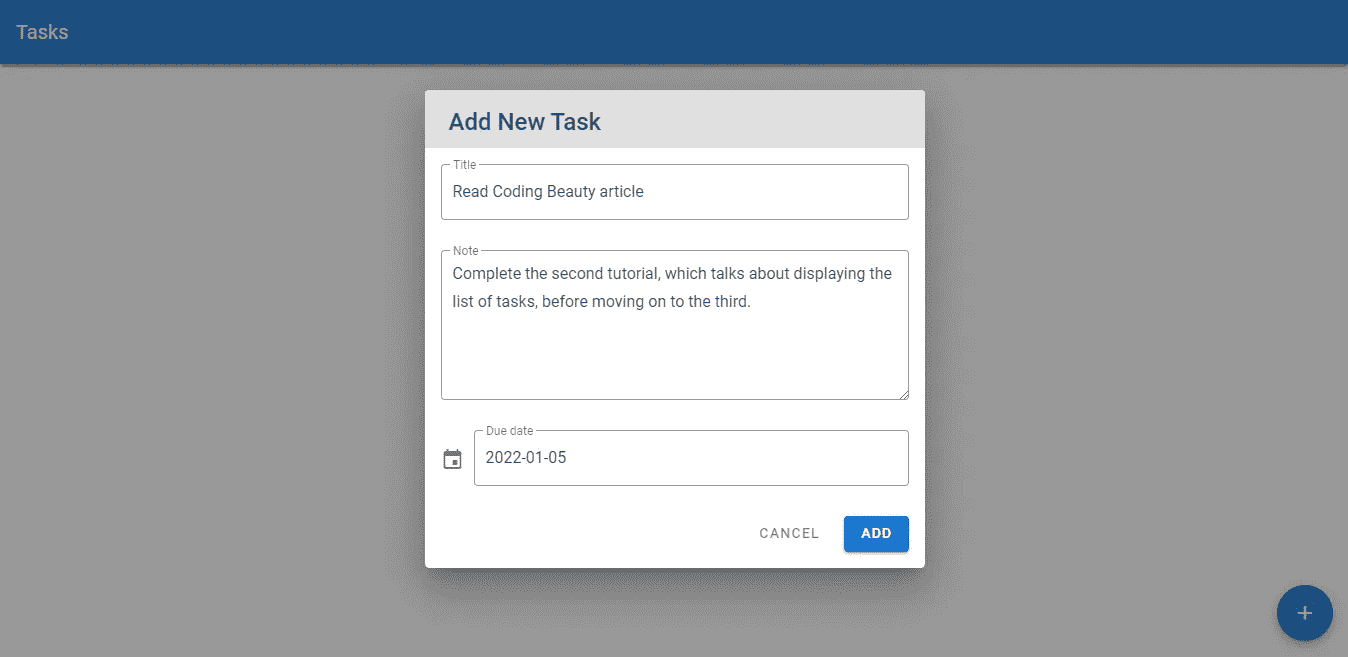 Tasks
Add New Task
Title
Read Coding Beauty article
Note
Complete the second tutorial, which talks about displaying the
list of tasks, before moving on to the third.
Due date
2022-01-05
CANCEL
ADD
+